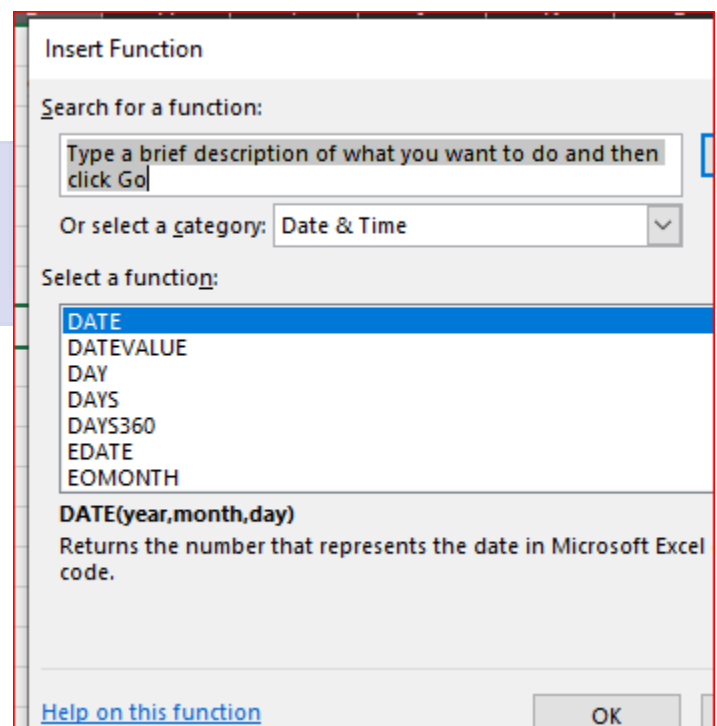 Insert Function
Search for a function:
Type a brief description of what you want to do and then
click Go
Or select a category: Date & Time
Select a function:
DATE
DATEVALUE
DAY
DAYS
DAYS360
EDATE
EOMONTH
DATE(year,month,day)
Returns the number that represents the date in Microsoft Excel
code.
Help on this function OK